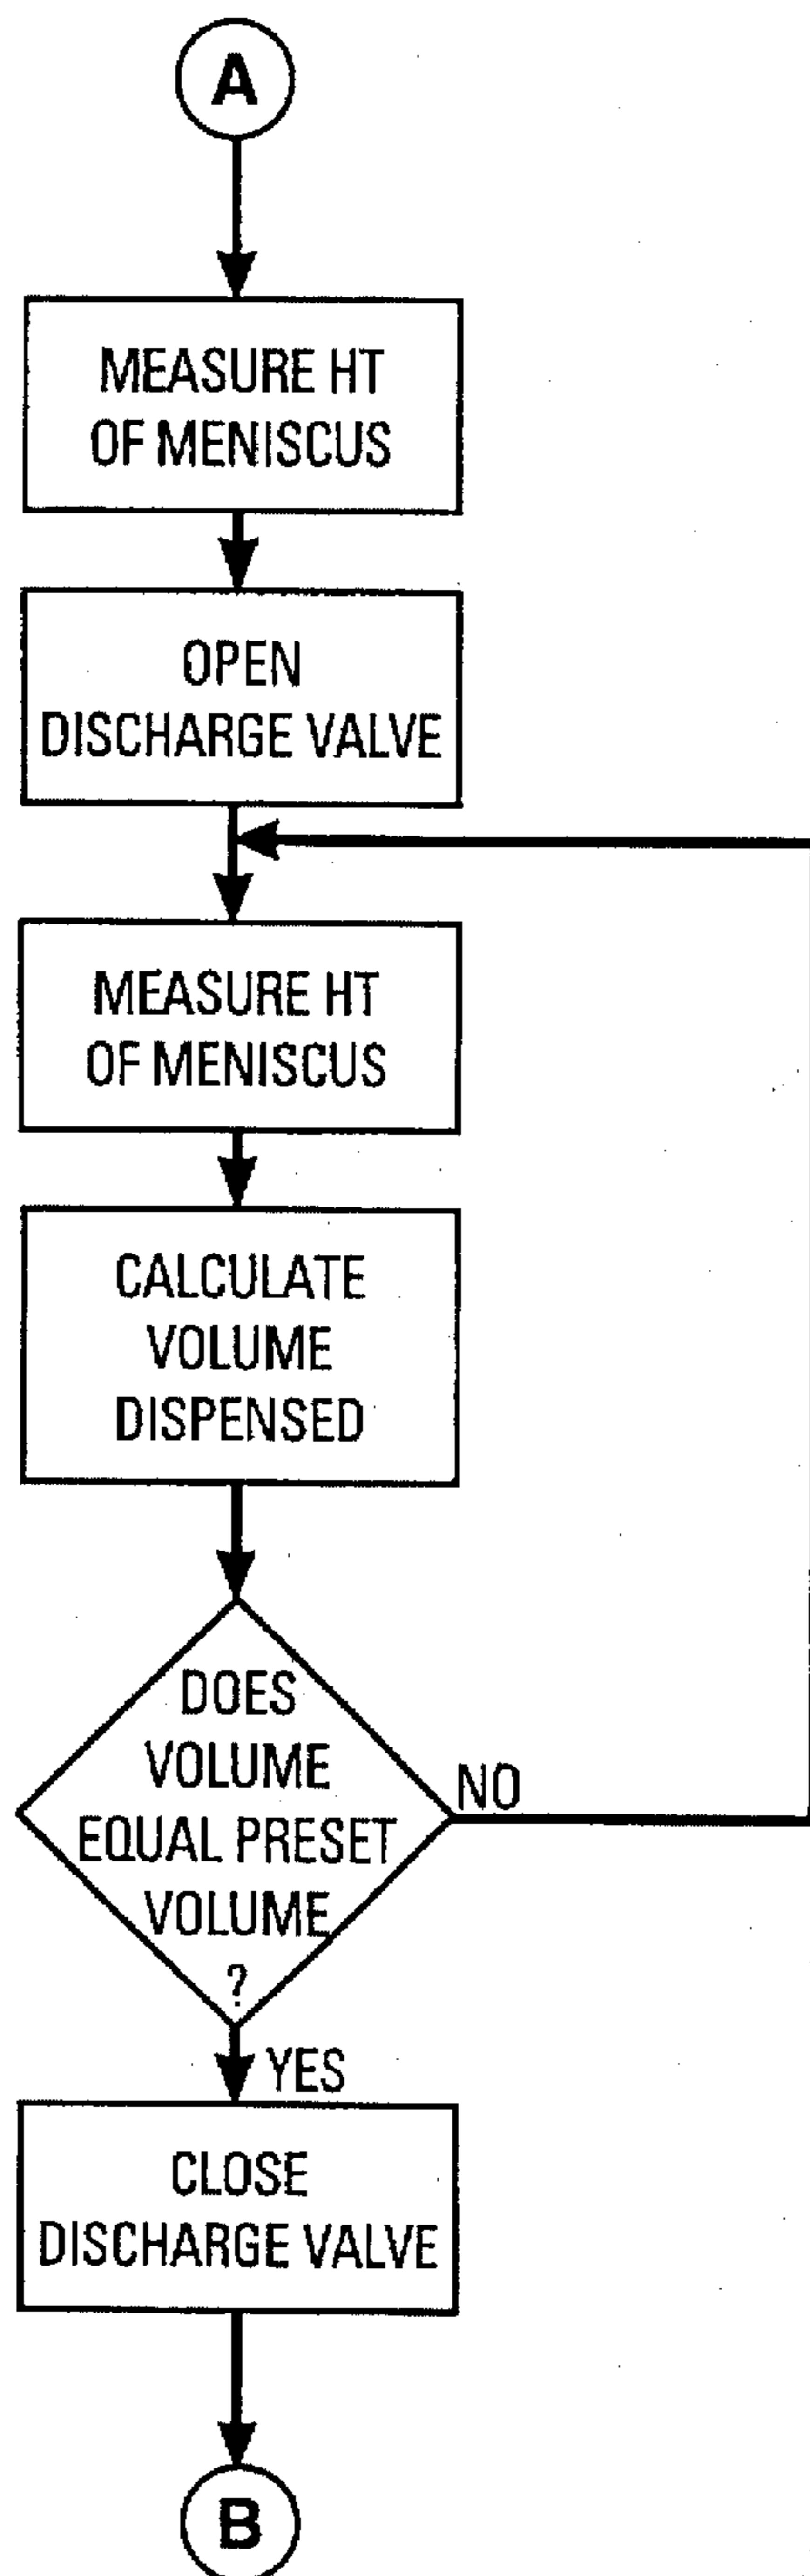 A
MEASURE HT
OF MENISCUS
OPEN
DISCHARGE VALVE
MEASURE HT
OF MENISCUS
CALCULATE
VOLUME
DISPENSED
DOES
VOLUME
EQUAL PRESET
VOLUME
?
NO
YES
CLOSE
DISCHARGE VALVE
B